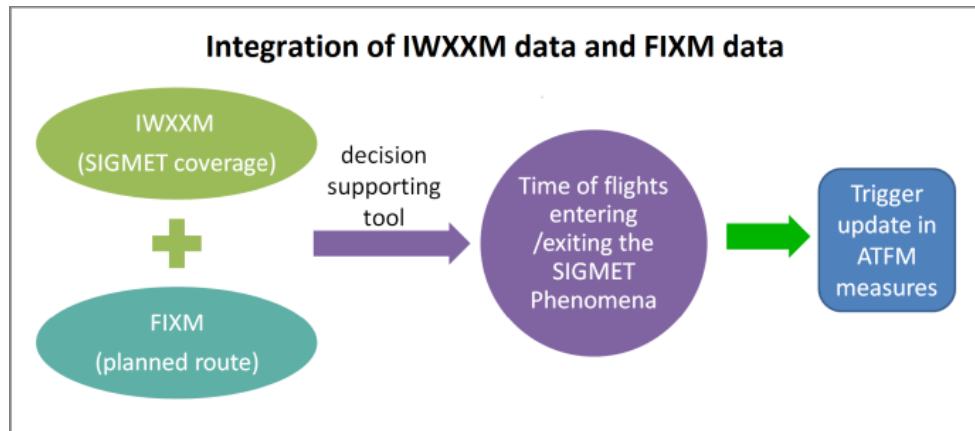 Integration of IWXXM data and FIXM data
IWXXM
(SIGMET coverage)
FIXM
(planned route)
decision
supporting
tool
Time of flights
entering
/exiting the
SIGMET
Phenomena
Trigger
update in
ATFM
measures